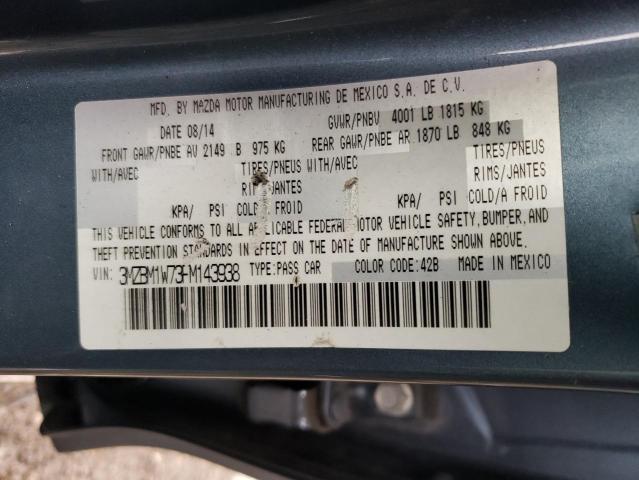 MFD. BY MAZDA MOTOR MANUFACTURING DE MEXICO S.A. DE C.V.
DATE 08/14 GVWR/PNBV 4001 LB 1815 KG
FRONT GAWR/PNBE AV 2149 B 975 KG REAR GAWR/PNBE AR 1870 LB 848 KG
WITH/AVEC TIRES/PNEUS WITH/AVEC TIRES/PNEUS
RIMS/JANTES RIMS/JANTES
KPA/ PSI COLD/ FROID KPA/ PSI COLD/A FROID
THIS VEHICLE CONFORMS TO ALL APPLICABLE FEDERAL MOTOR VEHICLE SAFETY, BUMPER, AND
THEFT PREVENTION STANDARDS IN EFFECT ON THE DATE OF MANUFACTURE SHOWN ABOVE.
VIN: 3MZBM1W73FM143938 TYPE:PASS CAR COLOR CODE:42B MADE IN MEXICO